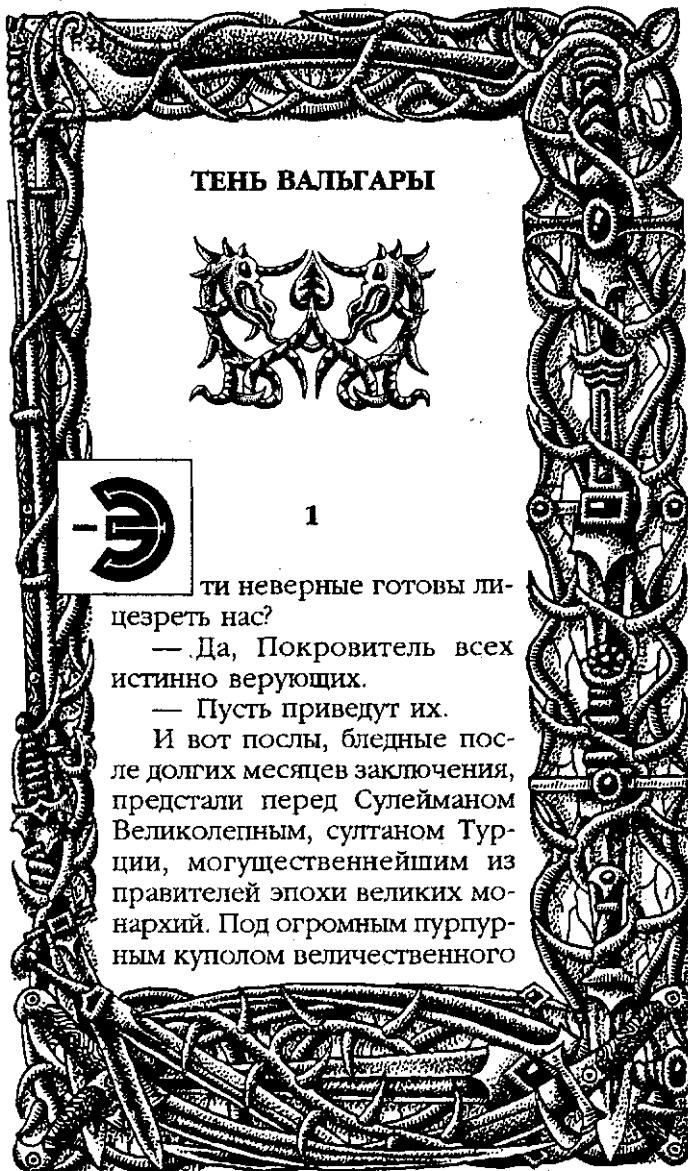 ТЕНЬ ВАЛЬГАРЫ
1
– Эти неверные готовы ли-
цезреть нас?
— Да, Покровитель всех
истинно верующих.
— Пусть приведут их.
И вот послы, бледные пос-
ле долгих месяцев заключения,
предстали перед Сулейманом
Великолепным, султаном Тур-
ции, могущественнейшим из
правителей эпохи великих мо-
нархий. Под огромным пурпур-
ным куполом величественного